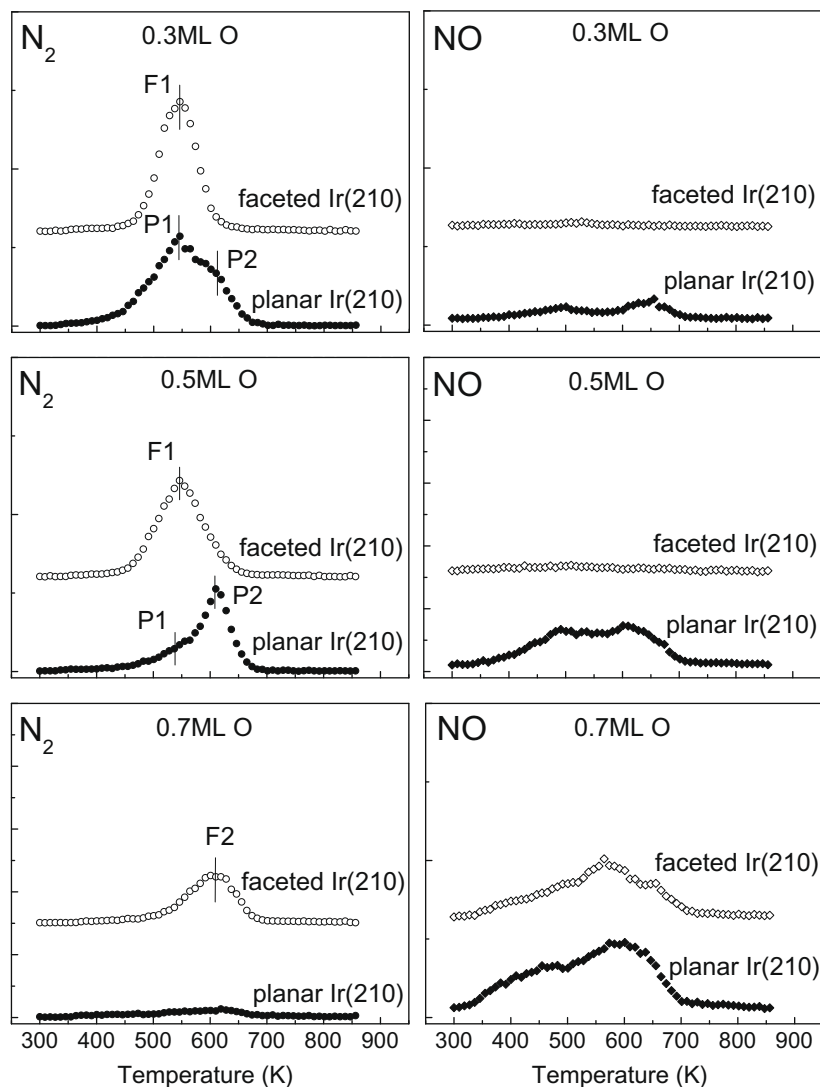 N2 0.3ML O
F1
faceted Ir(210)
P1
P2
planar Ir(210)
NO 0.3ML O
faceted Ir(210)
planar Ir(210)
N2 0.5ML O
F1
faceted Ir(210)
P1
P2
planar Ir(210)
NO 0.5ML O
faceted Ir(210)
planar Ir(210)
N2 0.7ML O
F2
faceted Ir(210)
planar Ir(210)
300 400 500 600 700 800 900
Temperature (K)
NO 0.7ML O
faceted Ir(210)
planar Ir(210)
300 400 500 600 700 800 900
Temperature (K)